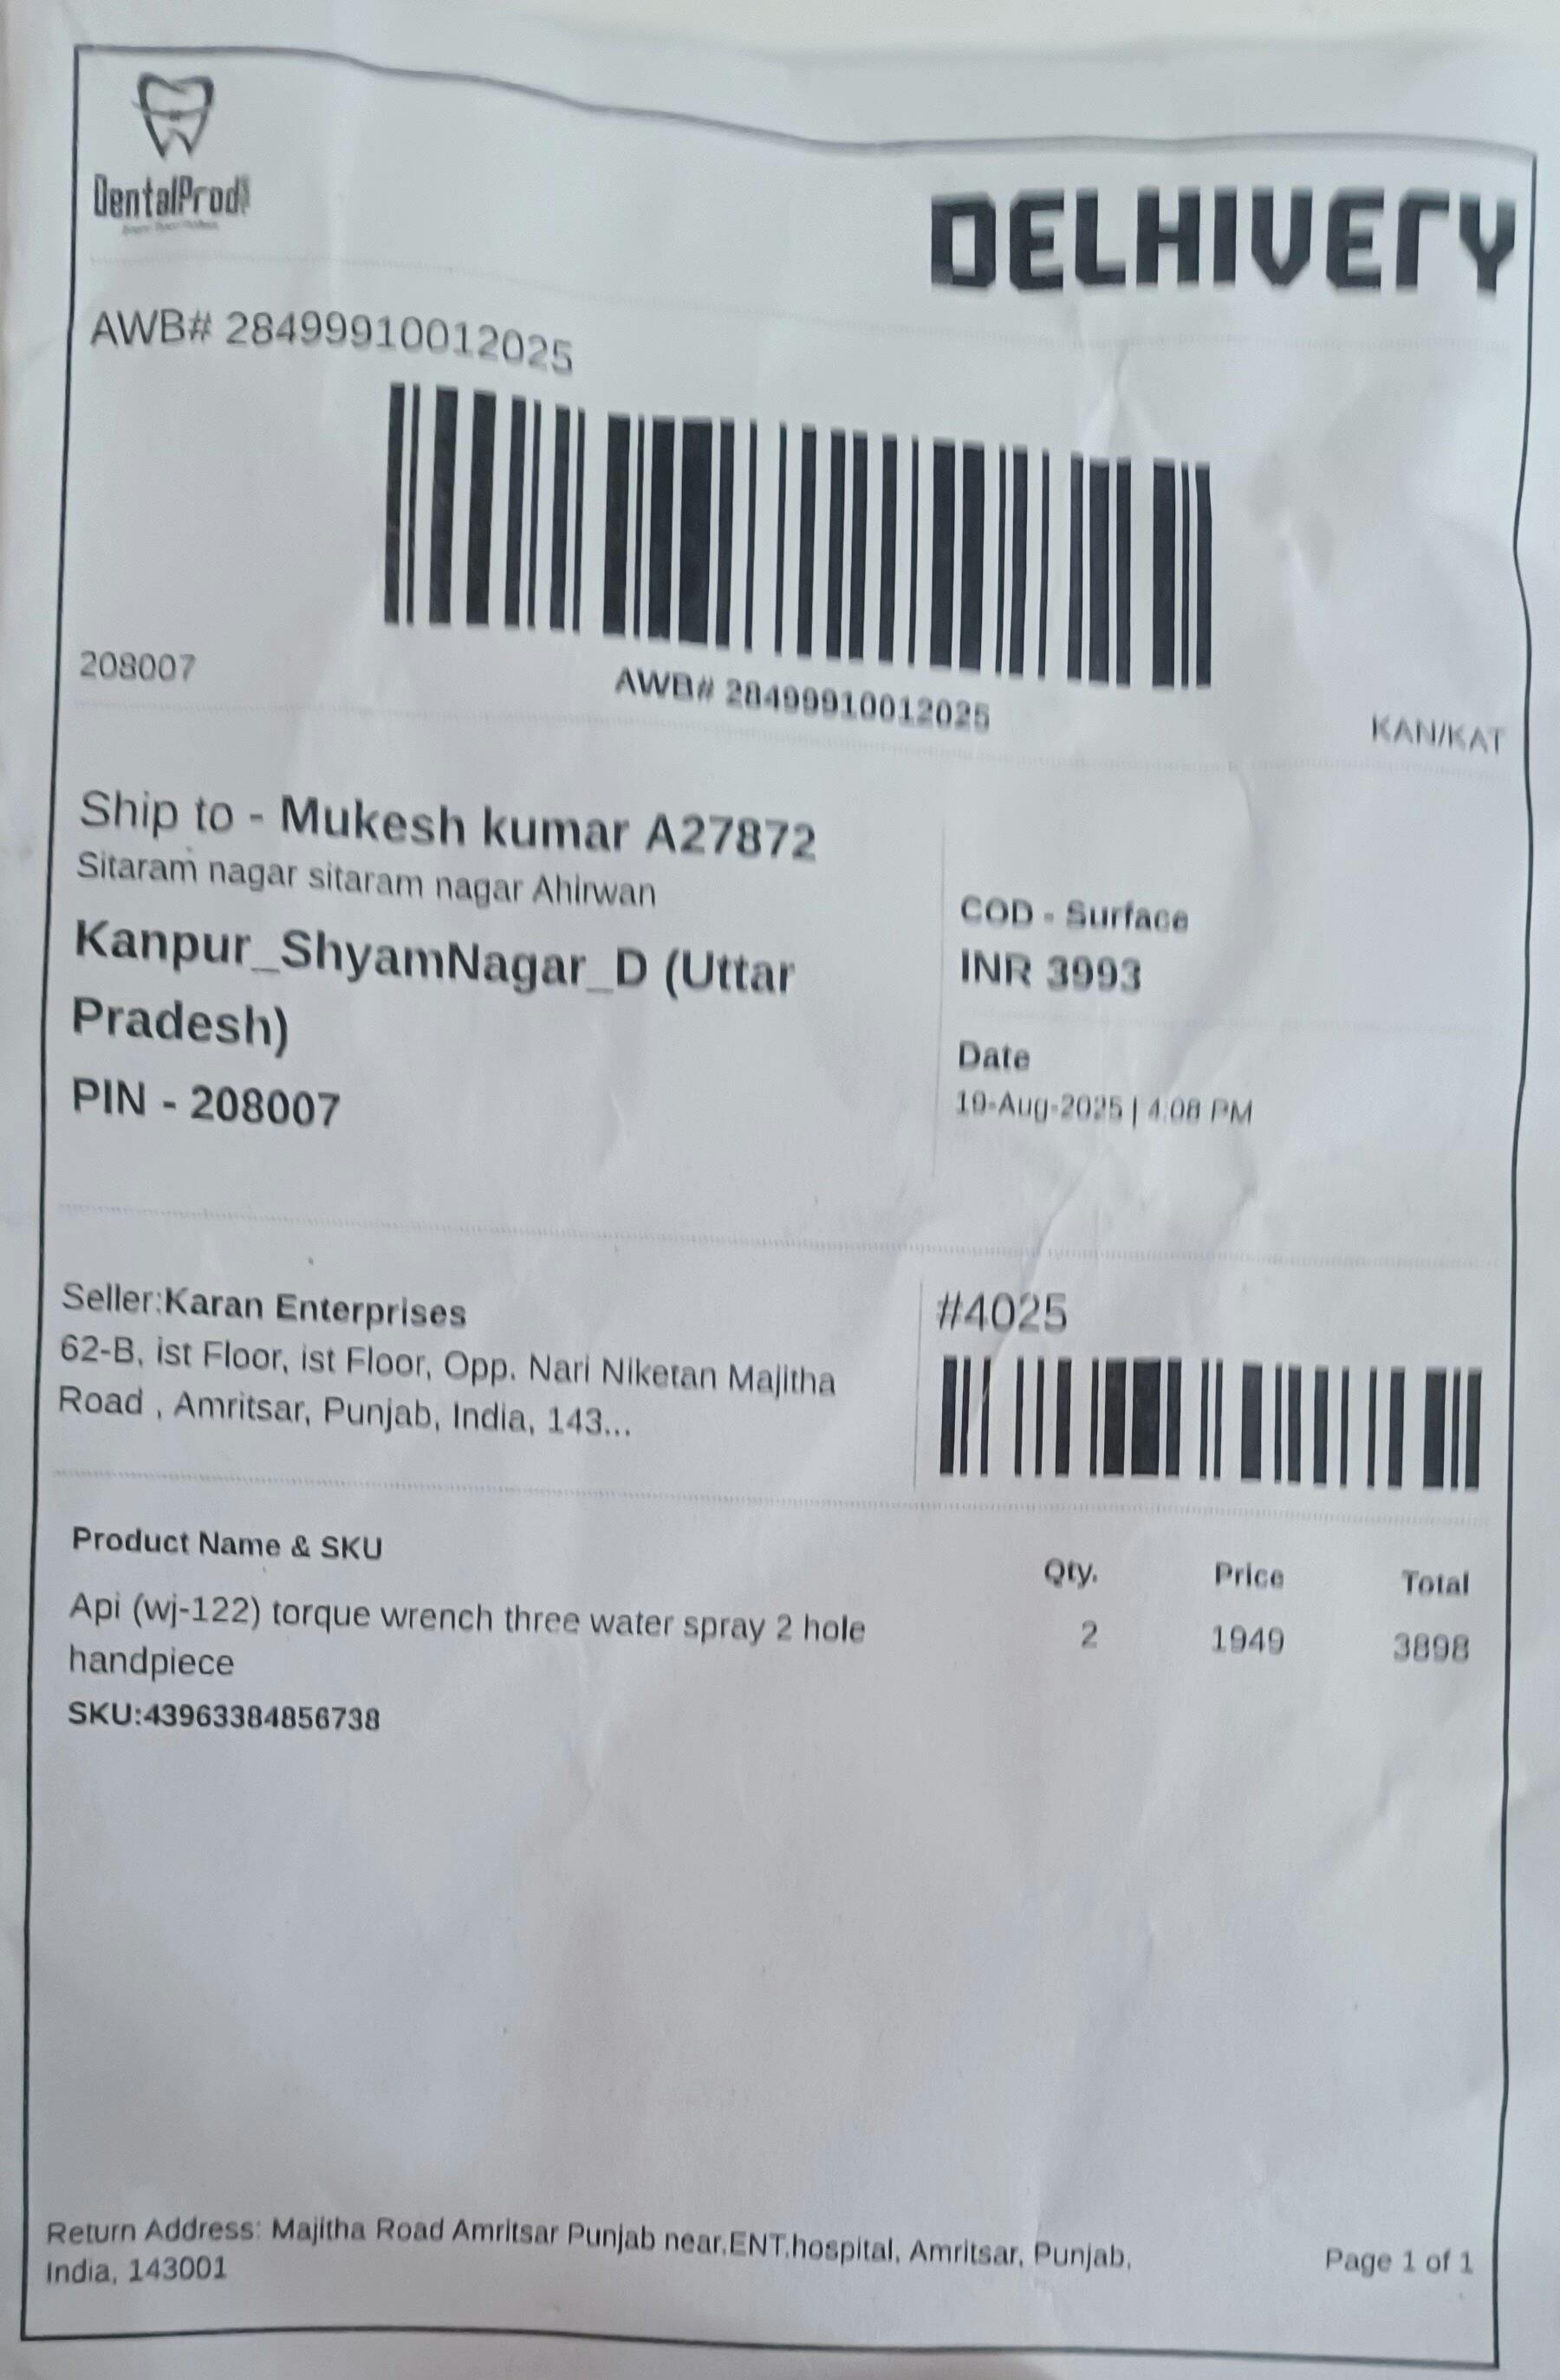 DentalProd
DELHIVERY
AWB# 28499910012025
AWB# 28499910012025
208007
KAN/KAT
Ship to - Mukesh kumar A27872
Sitaram nagar sitaram nagar Ahirwan
Kanpur_ShyamNagar_D (Uttar
Pradesh)
PIN - 208007
COD - Surface
INR 3993
Date
19-Aug-2025 | 4:08 PM
Seller:Karan Enterprises
62-B, ist Floor, ist Floor, Opp. Nari Niketan Majitha
Road , Amritsar, Punjab, India, 143...
#4025
Product Name & SKU
Qty. Price Total
Api (wj-122) torque wrench three water spray 2 hole
handpiece
2 1949 3898
SKU:43963384856738
Return Address: Majitha Road Amritsar Punjab near.ENT.hospital, Amritsar, Punjab,
India, 143001
Page 1 of 1